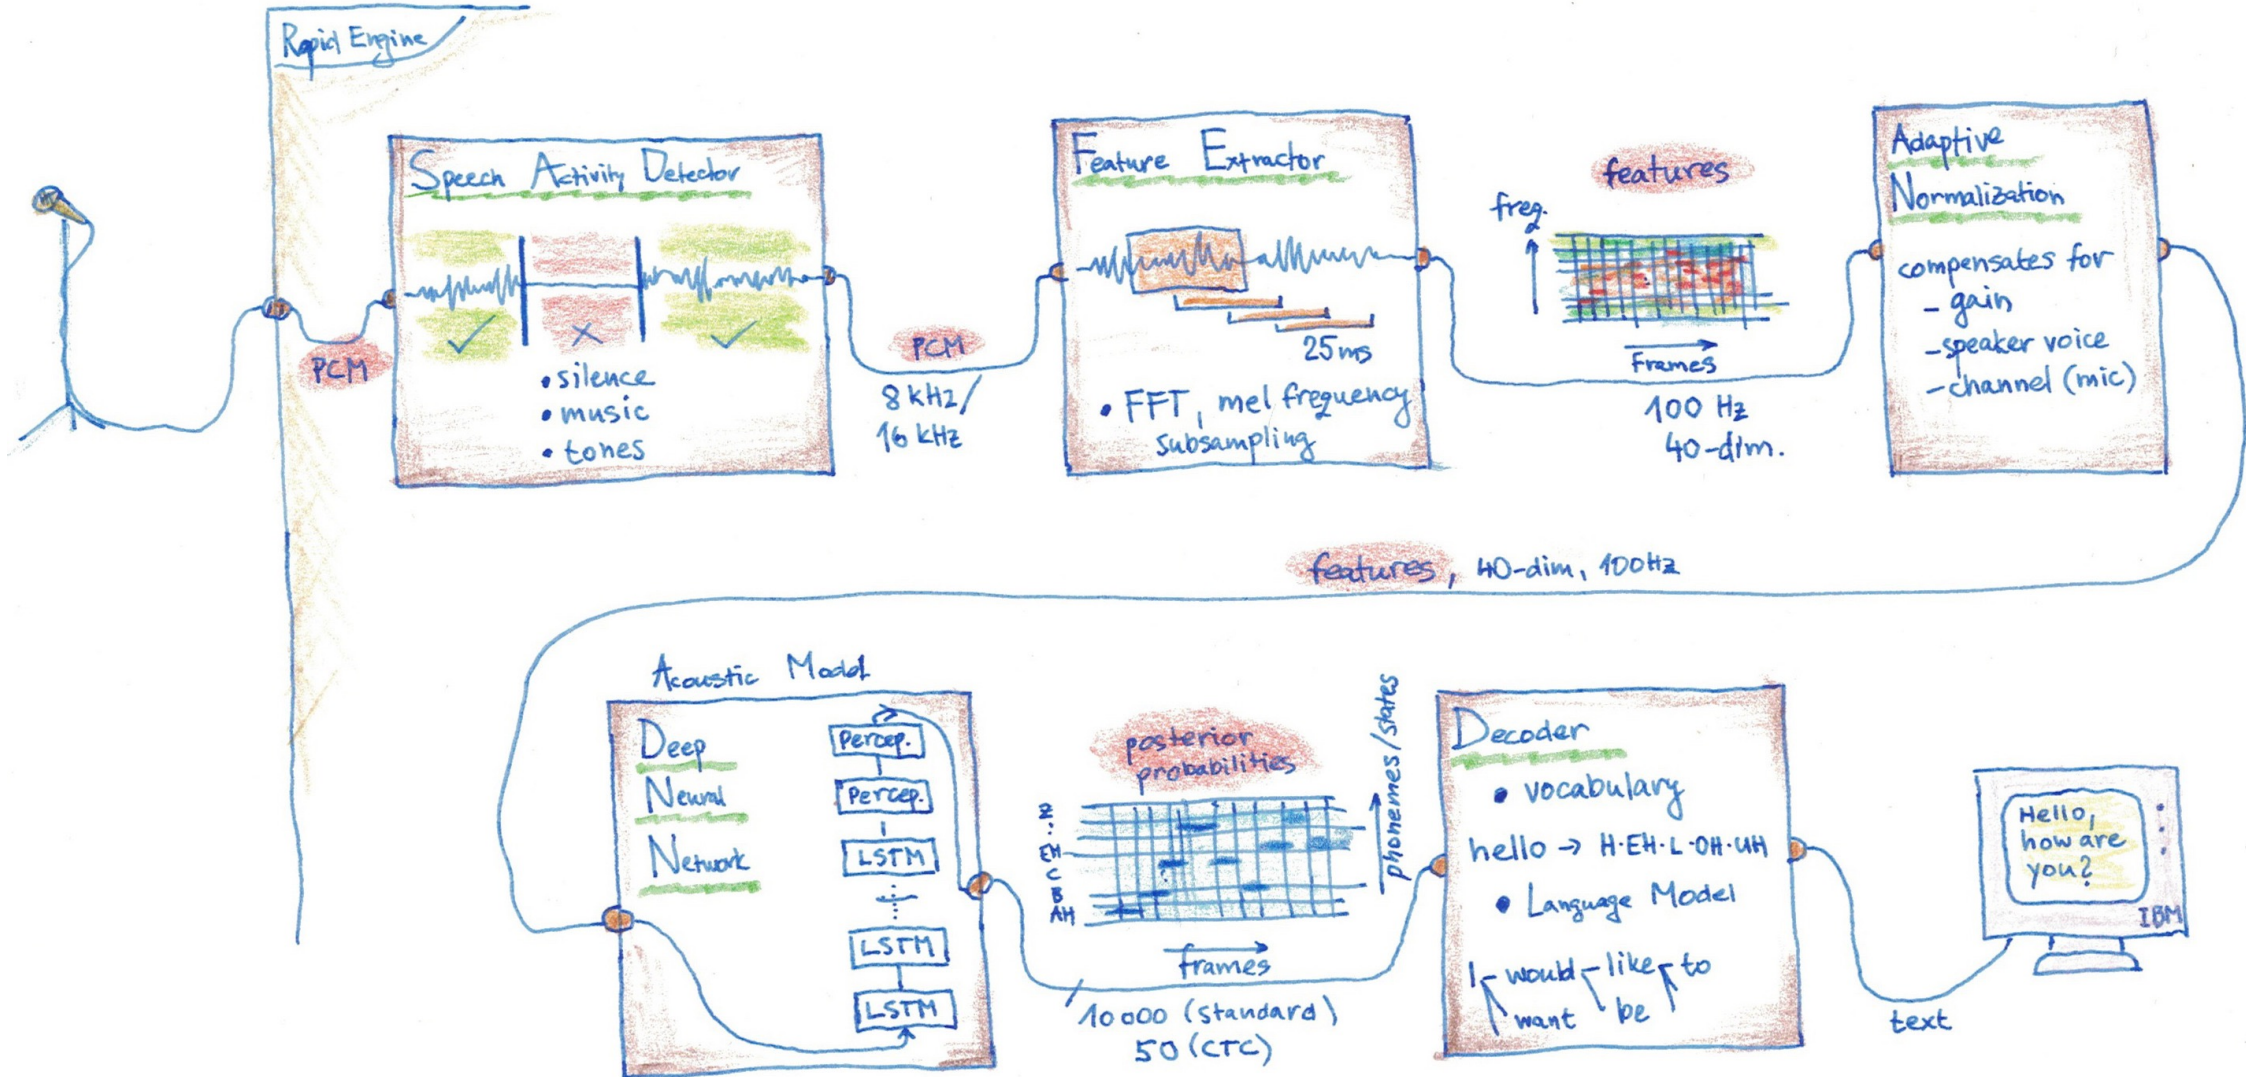 Rapid Engine
PCM
Speech Activity Detector
• silence
• music
• tones
PCM
8 kHz/
16 kHz
Feature Extractor
25ms
• FFT, mel frequency
subsampling
features
freq.
Frames
100 Hz
40-dim.
Adaptive
Normalization
compensates for
- gain
- speaker voice
- channel (mic)
features, 40-dim, 100Hz
Acoustic Model
Deep
Neural
Network
Percep.
Percep.
LSTM
LSTM
LSTM
posterior
probabilities
Z
:
EH
C
B
AH
phonemes/states
frames
10000 (standard)
50 (CTC)
Decoder
• vocabulary
hello → H·EH·L·OH·UH
• Language Model
I would like to
want be
text
Hello,
how are
you?
IBM